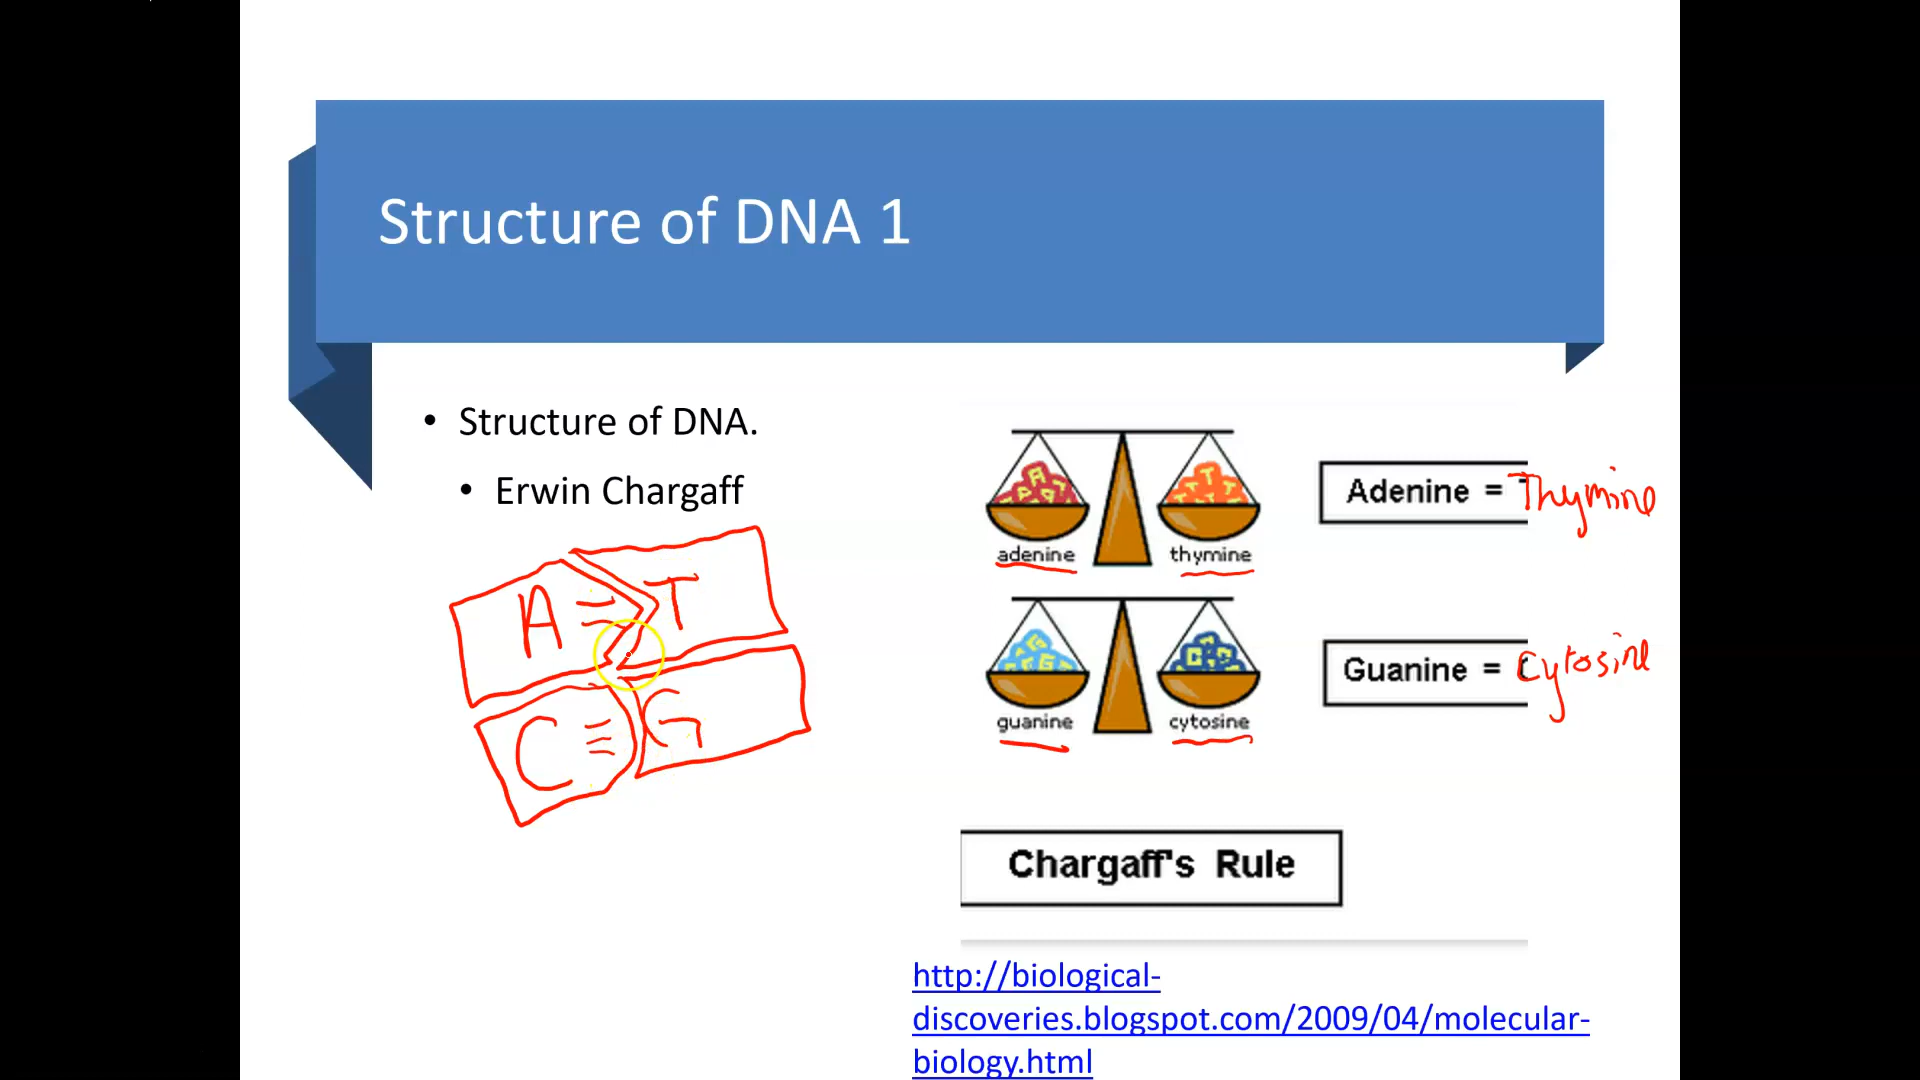 Structure of DNA 1
• Structure of DNA.
• Erwin Chargaff
A = T
C ≡ G
adenine
thymine
Adenine = Thymine
guanine
cytosine
Guanine = Cytosine
Chargaff's Rule
http://biological-
discoveries.blogspot.com/2009/04/molecular-
biology.html